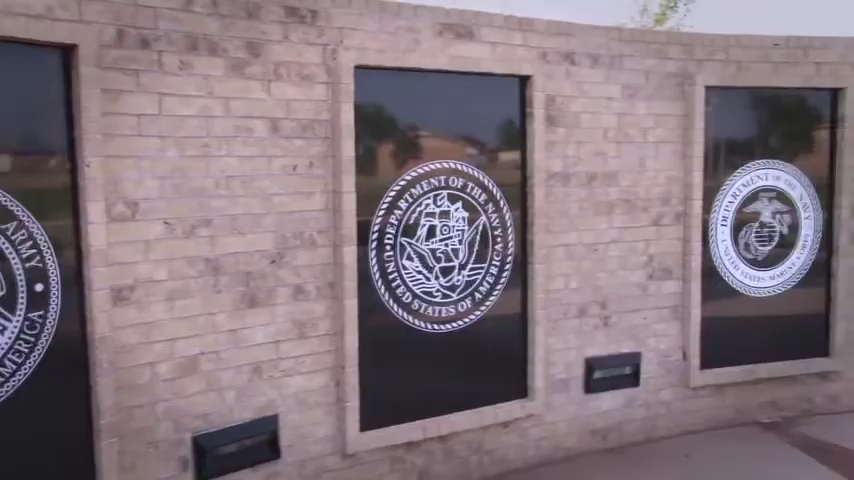 ARMY
AMERICA
DEPARTMENT OF THE NAVY
UNITED STATES OF AMERICA
DEPARTMENT OF THE NAVY
UNITED STATES MARINE CORPS